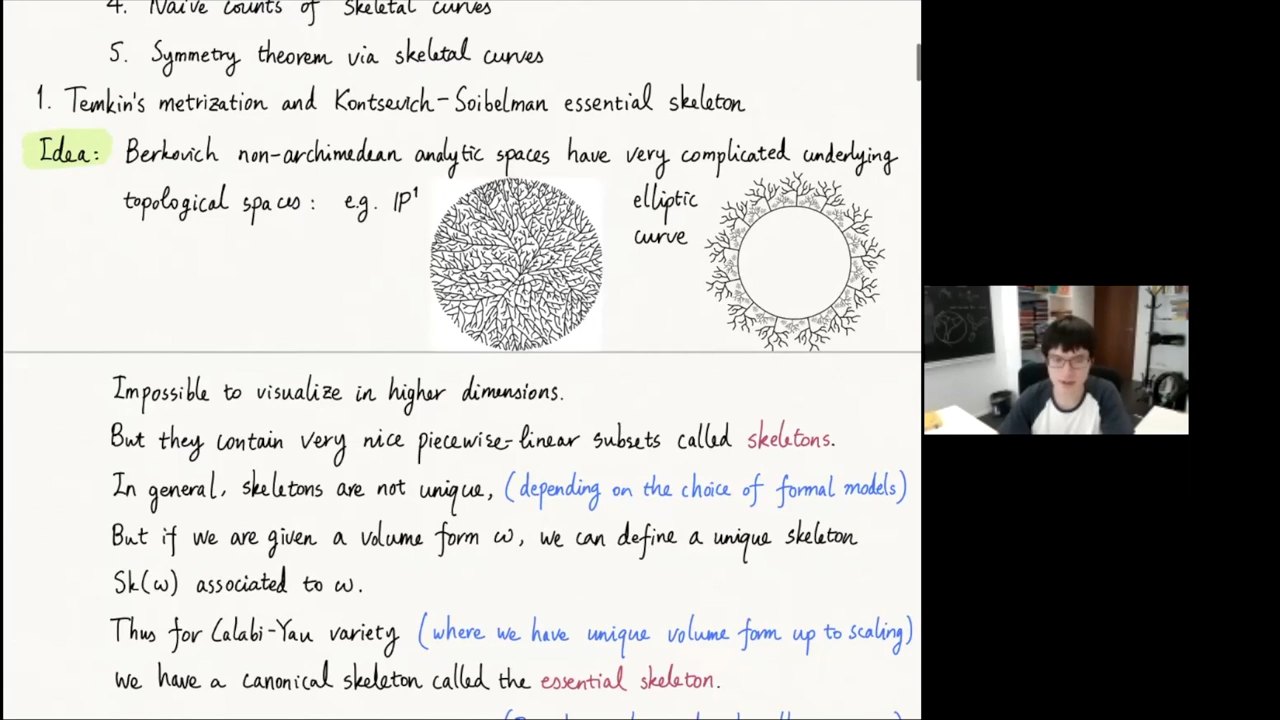 4. Naive counts of skeletal curves
5. Symmetry theorem via skeletal curves
1. Temkin's metrization and Kontsevich-Soibelman essential skeleton
Idea: Berkovich non-archimedean analytic spaces have very complicated underlying
topological spaces: e.g. IP¹ elliptic
curve
Impossible to visualize in higher dimensions.
But they contain very nice piecewise-linear subsets called skeletons.
In general, skeletons are not unique, (depending on the choice of formal models)
But if we are given a volume form ω, we can define a unique skeleton
Sk(ω) associated to ω.
Thus for Calabi-Yau variety (where we have unique volume form up to scaling)
we have a canonical skeleton called the essential skeleton.